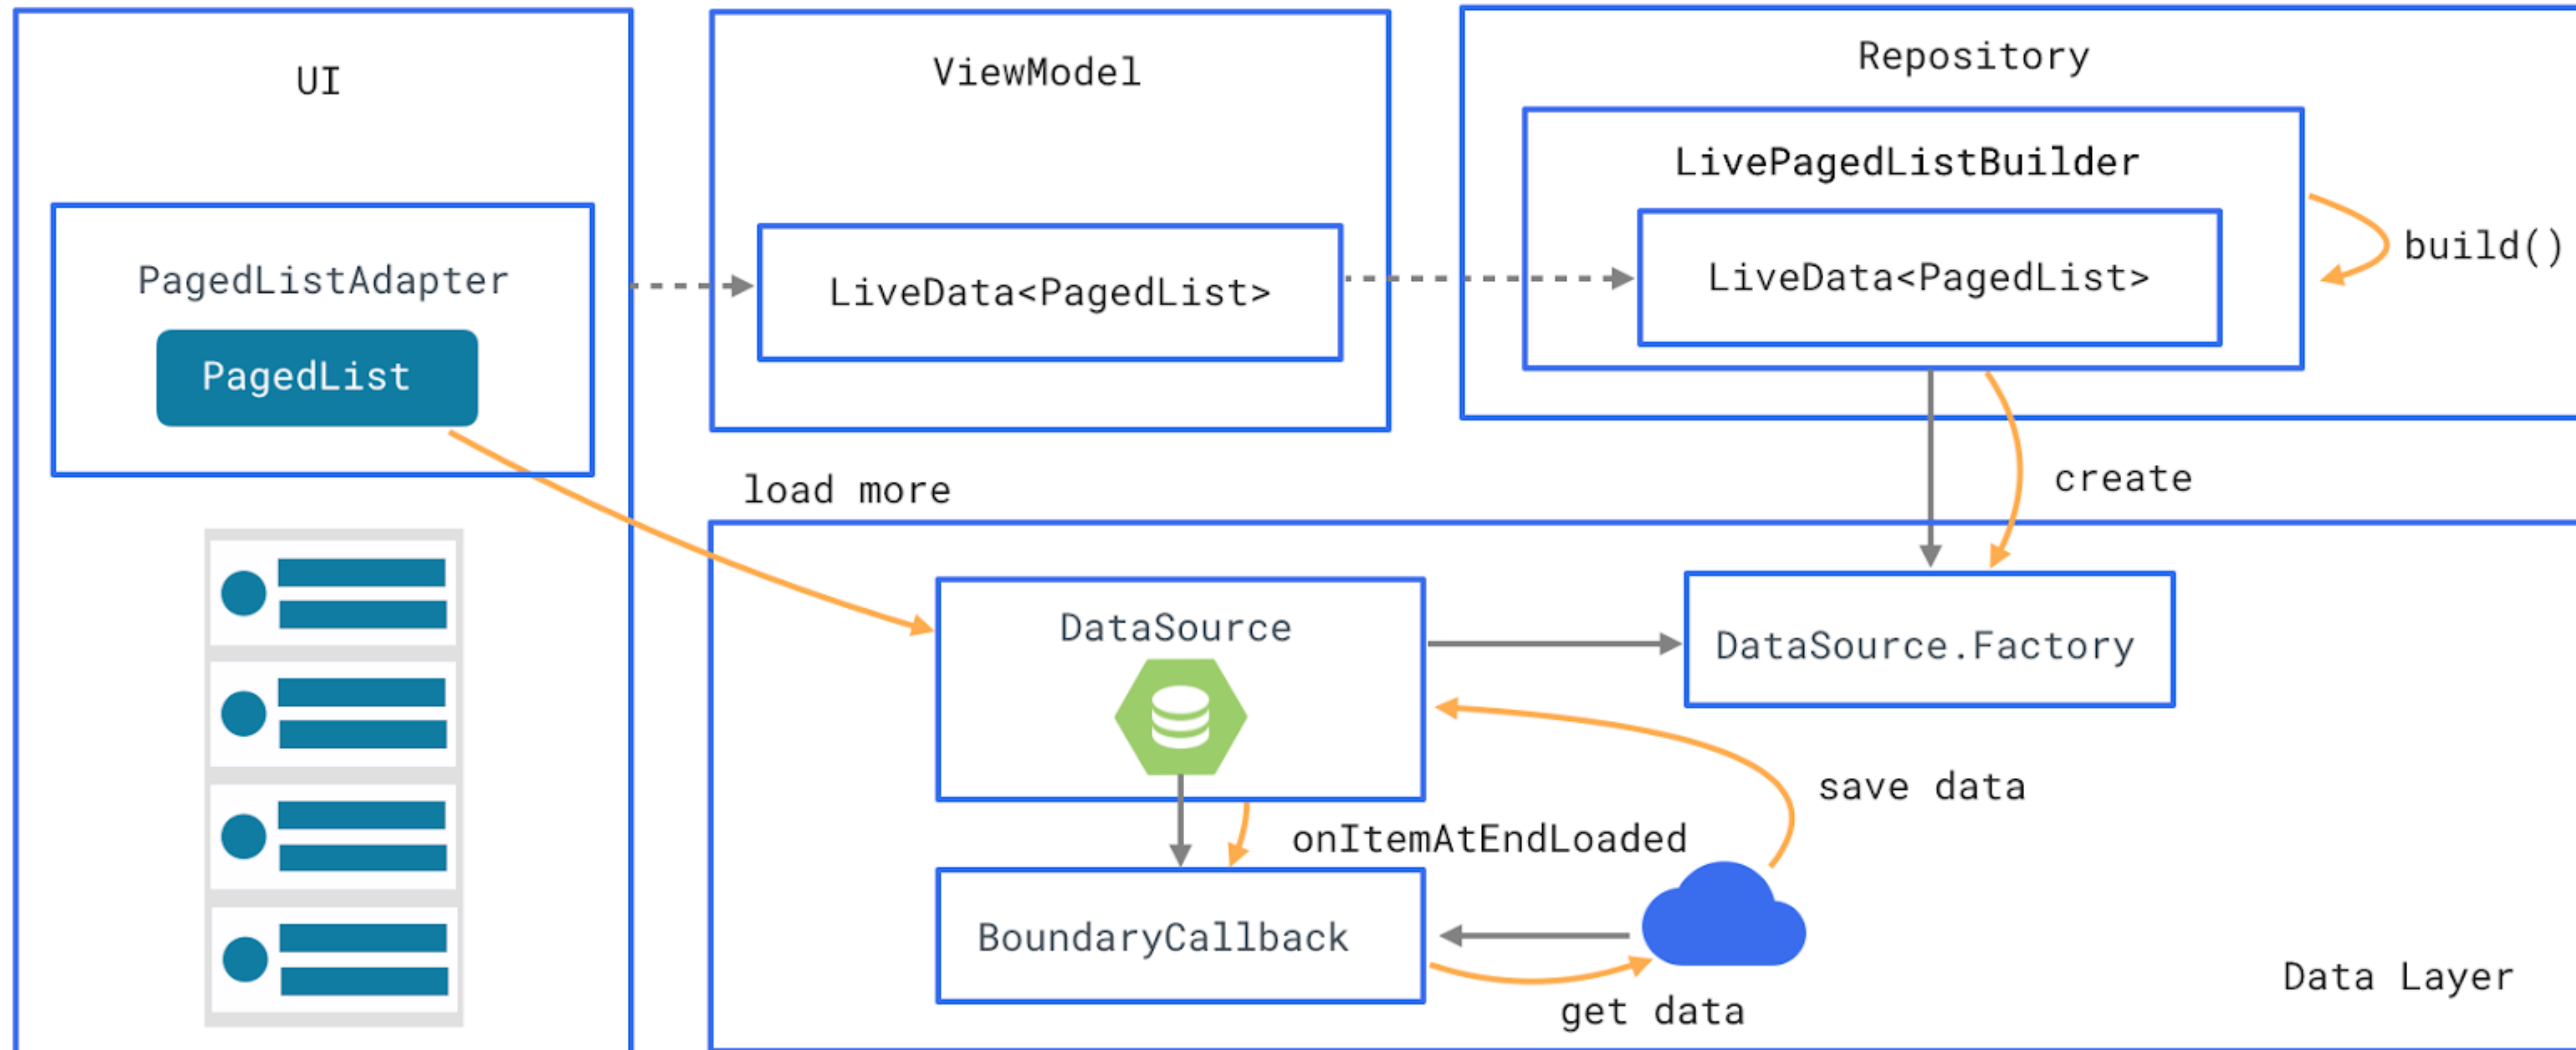 UI
ViewModel
Repository
LivePagedListBuilder
build()
PagedListAdapter
LiveData<PagedList>
LiveData<PagedList>
PagedList
load more
create
DataSource
DataSource.Factory
save data
onItemAtEndLoaded
BoundaryCallback
get data
Data Layer